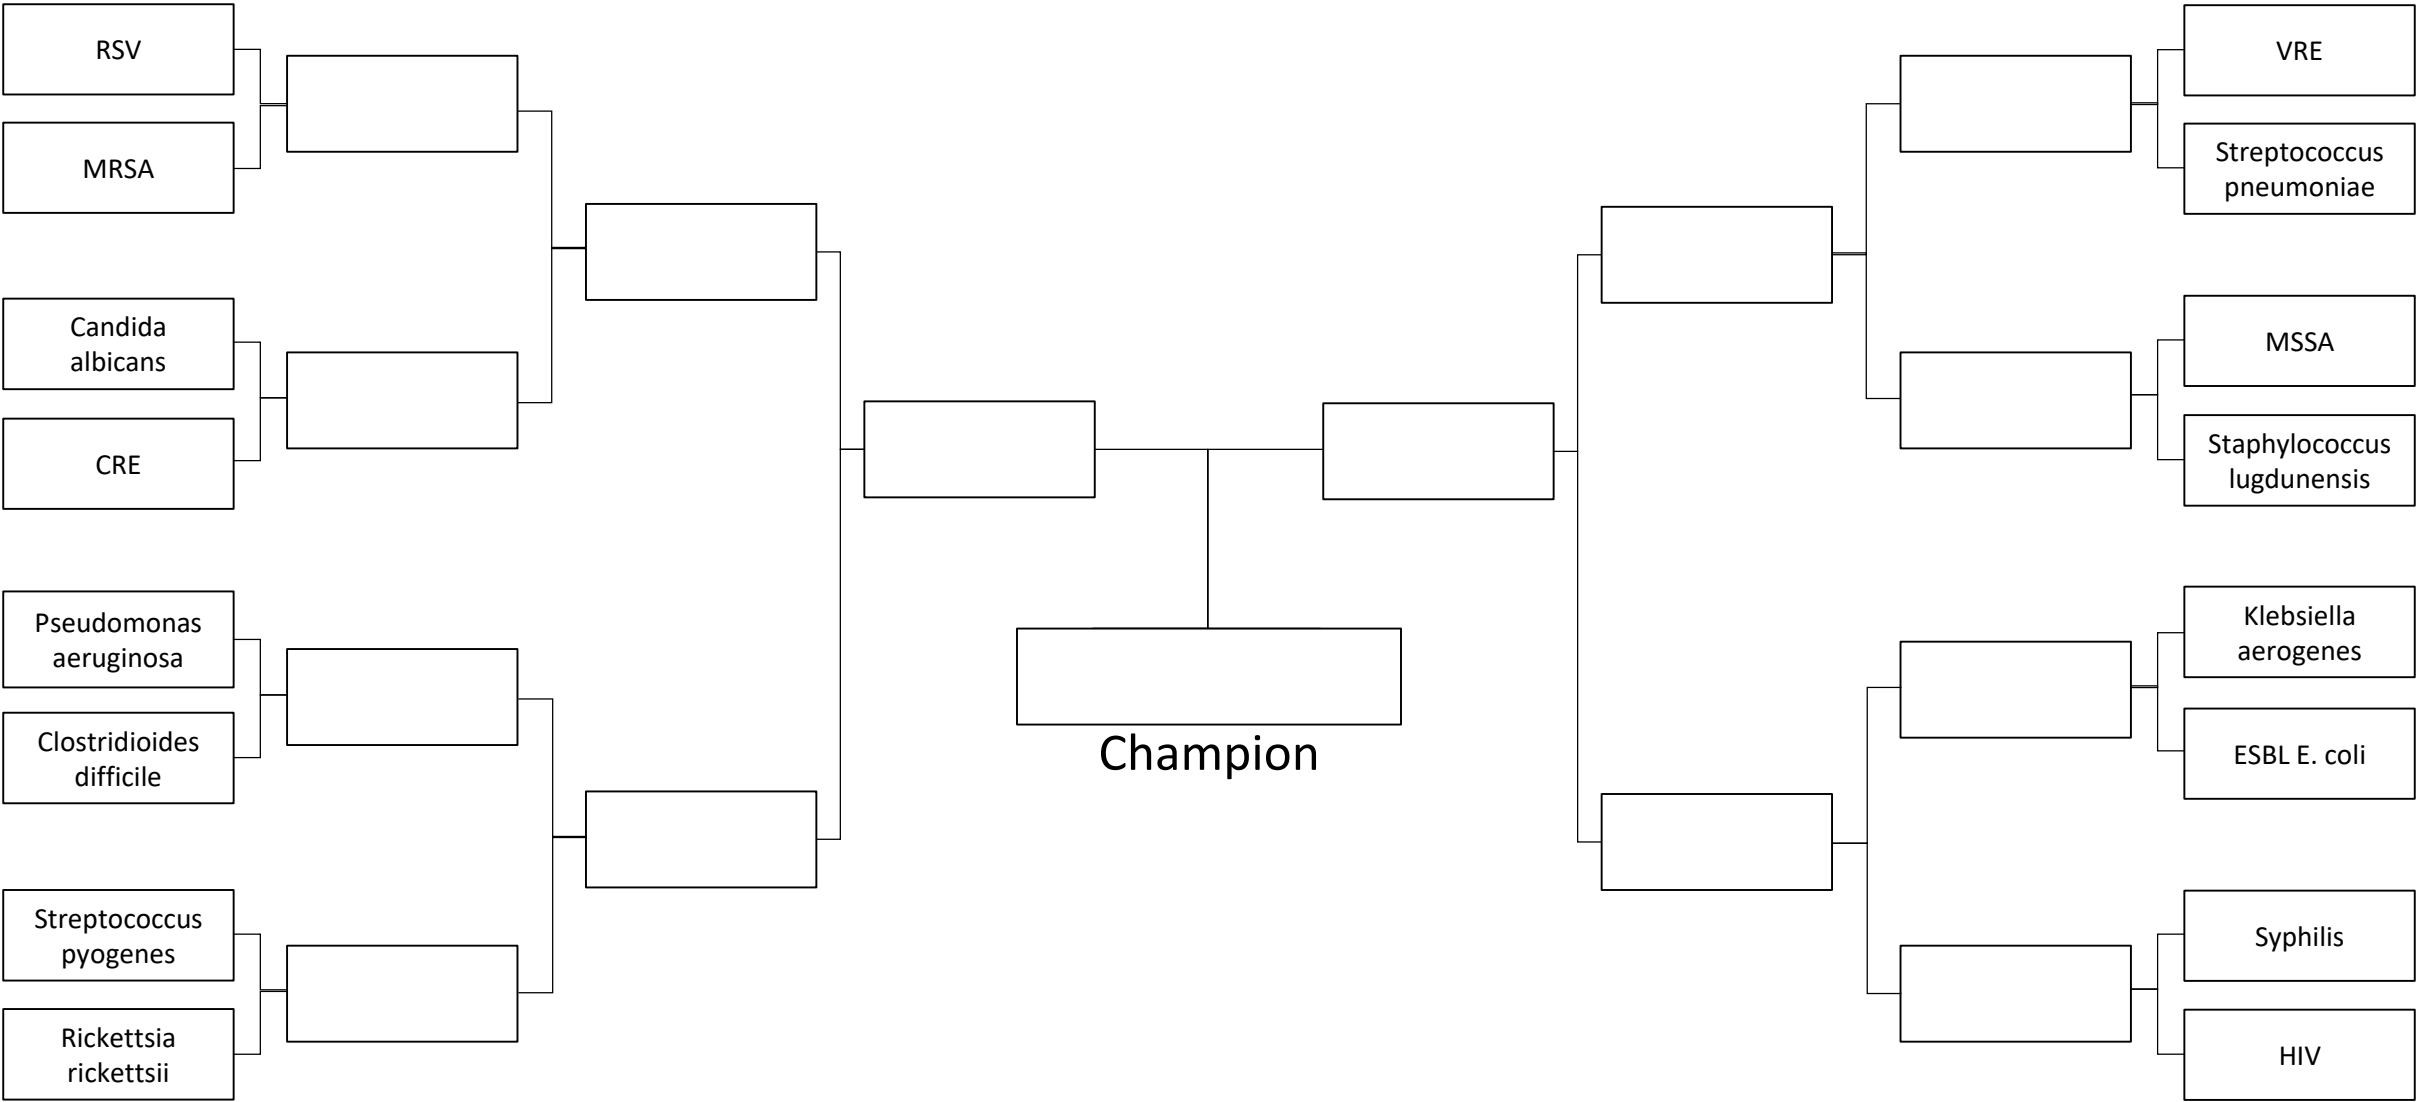 RSV
MRSA
Candida
albicans
CRE
Pseudomonas
aeruginosa
Clostridioides
difficile
Streptococcus
pyogenes
Rickettsia
rickettsii
Champion
VRE
Streptococcus
pneumoniae
MSSA
Staphylococcus
lugdunensis
Klebsiella
aerogenes
ESBL E. coli
Syphilis
HIV